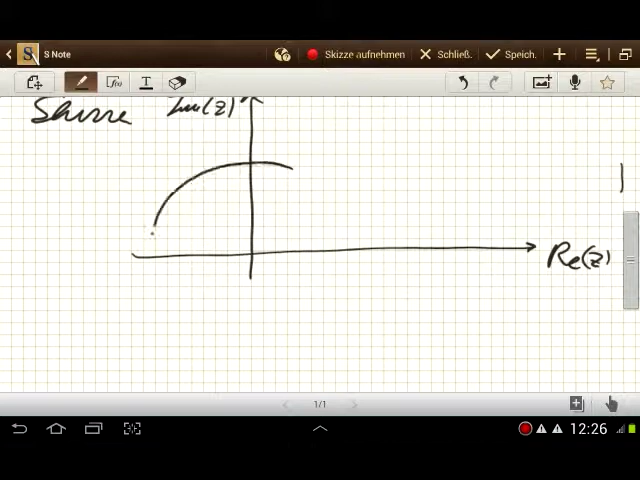 S Note
Skizze aufnehmen
Schließ.
Speich.
f(x)
T
Skizze Im(z)
Re(z)
1/1
12:26